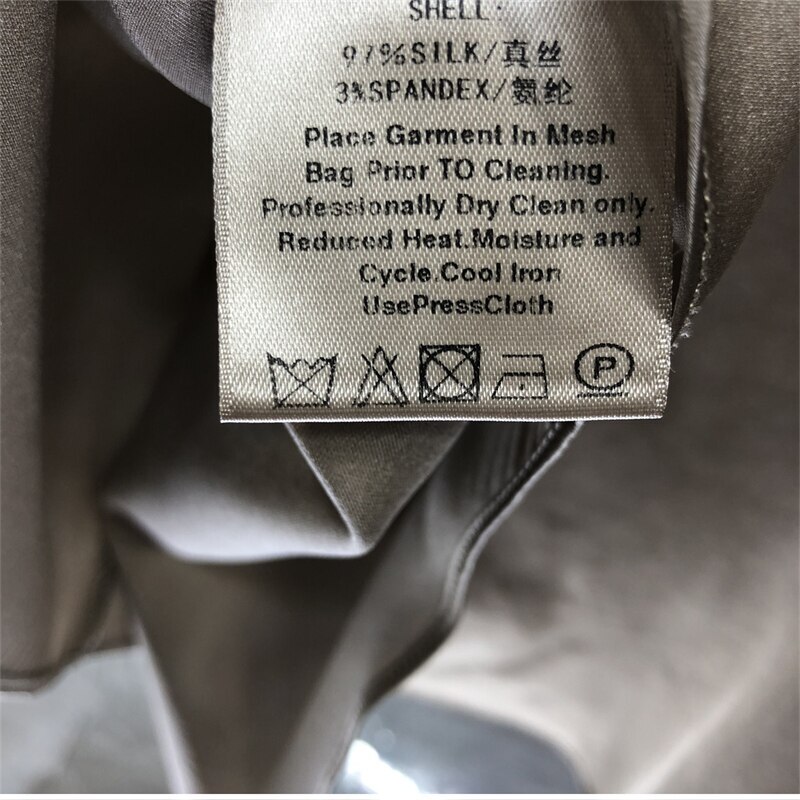 SHELL:
97%SILK/真丝
3%SPANDEX/氨纶
Place Garment In Mesh
Bag Prior TO Cleaning.
Professionally Dry Clean only.
Reduced Heat.Moisture and
Cycle.Cool Iron
UsePressCloth
P